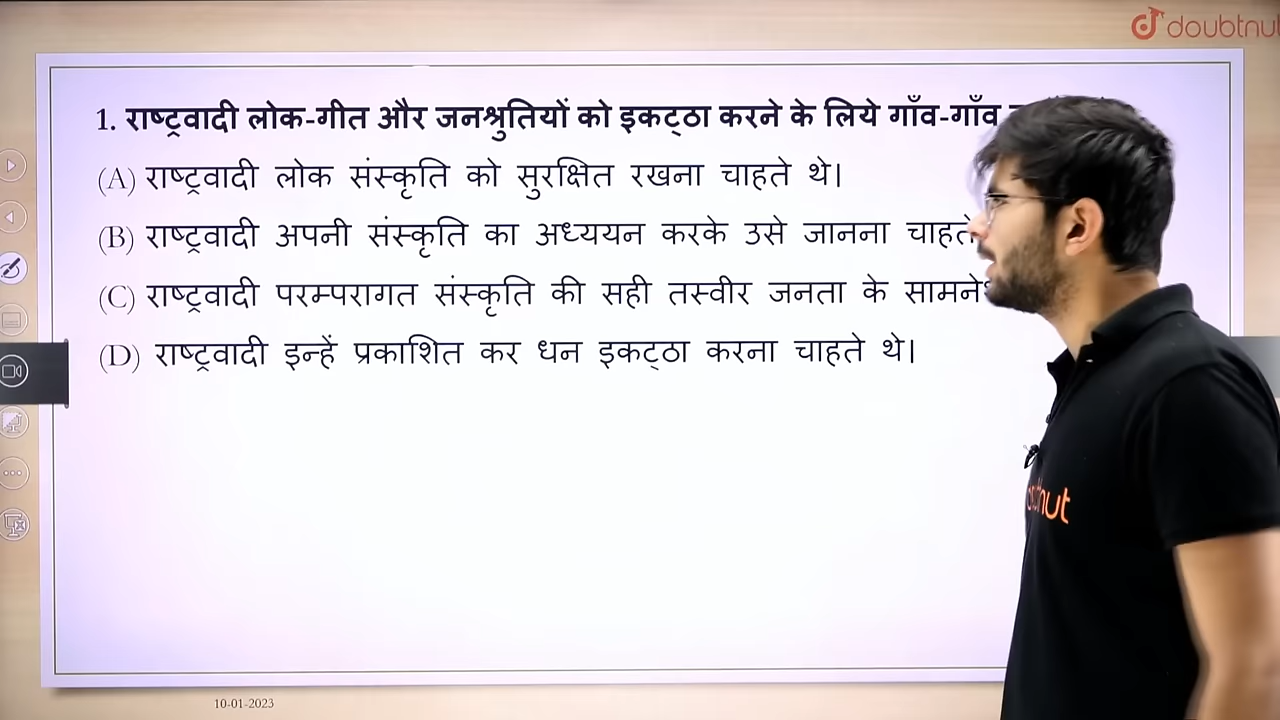 doubtnut
1. राष्ट्रवादी लोक-गीत और जनश्रुतियों को इकट्ठा करने के लिये गाँव-गाँव
(A) राष्ट्रवादी लोक संस्कृति को सुरक्षित रखना चाहते थे।
(B) राष्ट्रवादी अपनी संस्कृति का अध्ययन करके उसे जानना चाहते
(C) राष्ट्रवादी परम्परागत संस्कृति की सही तस्वीर जनता के सामने
(D) राष्ट्रवादी इन्हें प्रकाशित कर धन इकट्ठा करना चाहते थे।
10-01-2023